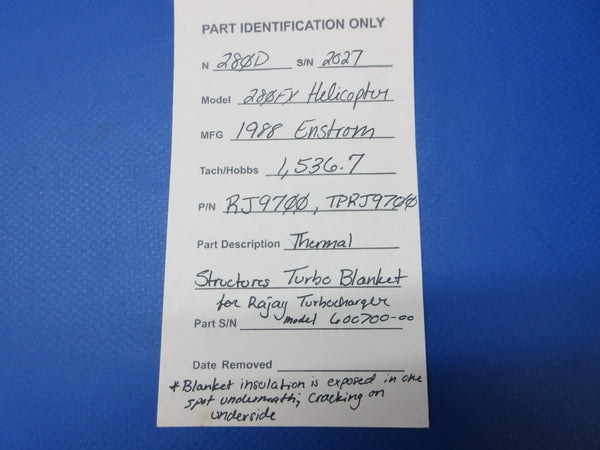 PART IDENTIFICATION ONLY
N 280D S/N 2027
Model 280FX Helicopter
MFG 1988 Enstrom
Tach/Hobbs 1,536.7
P/N RJ9700, TPRJ9700
Part Description Thermal
Structures Turbo Blanket
for Rajay Turbocharger
Part S/N model 600700-00
Date Removed
* Blanket insulation is exposed in one
spot underneath; cracking on
underside